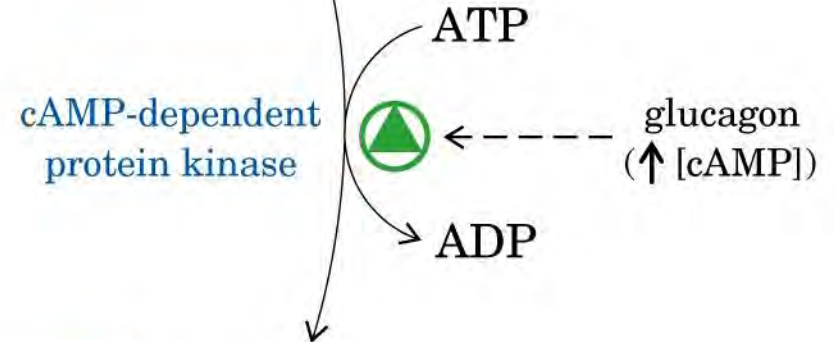 ATP
cAMP-dependent
protein kinase
glucagon
(↑ [cAMP])
ADP